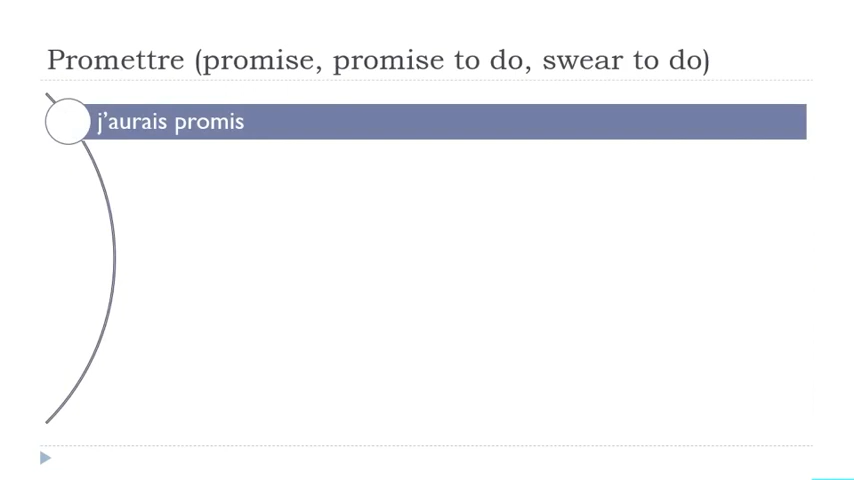 Promettre (promise, promise to do, swear to do)
j’aurais promis